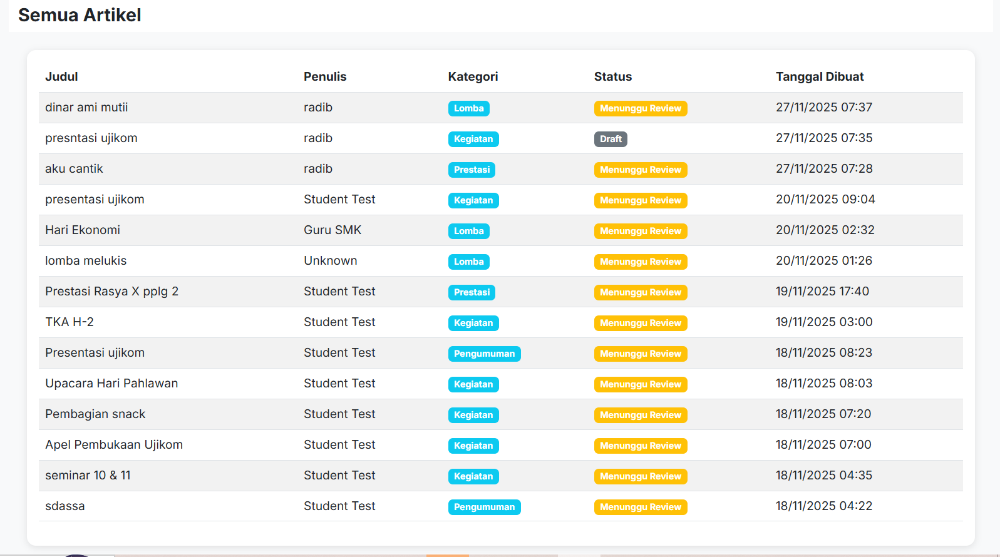 Semua Artikel
Judul Penulis Kategori Status Tanggal Dibuat
dinar ami mutii radib Lomba Menunggu Review 27/11/2025 07:37
presntasi ujikom radib Kegiatan Draft 27/11/2025 07:35
aku cantik radib Prestasi Menunggu Review 27/11/2025 07:28
presentasi ujikom Student Test Kegiatan Menunggu Review 20/11/2025 09:04
Hari Ekonomi Guru SMK Lomba Menunggu Review 20/11/2025 02:32
lomba melukis Unknown Lomba Menunggu Review 20/11/2025 01:26
Prestasi Rasya X pplg 2 Student Test Prestasi Menunggu Review 19/11/2025 17:40
TKA H-2 Student Test Kegiatan Menunggu Review 19/11/2025 03:00
Presentasi ujikom Student Test Pengumuman Menunggu Review 18/11/2025 08:23
Upacara Hari Pahlawan Student Test Kegiatan Menunggu Review 18/11/2025 08:03
Pembagian snack Student Test Kegiatan Menunggu Review 18/11/2025 07:20
Apel Pembukaan Ujikom Student Test Kegiatan Menunggu Review 18/11/2025 07:00
seminar 10 & 11 Student Test Kegiatan Menunggu Review 18/11/2025 04:35
sdassa Student Test Pengumuman Menunggu Review 18/11/2025 04:22